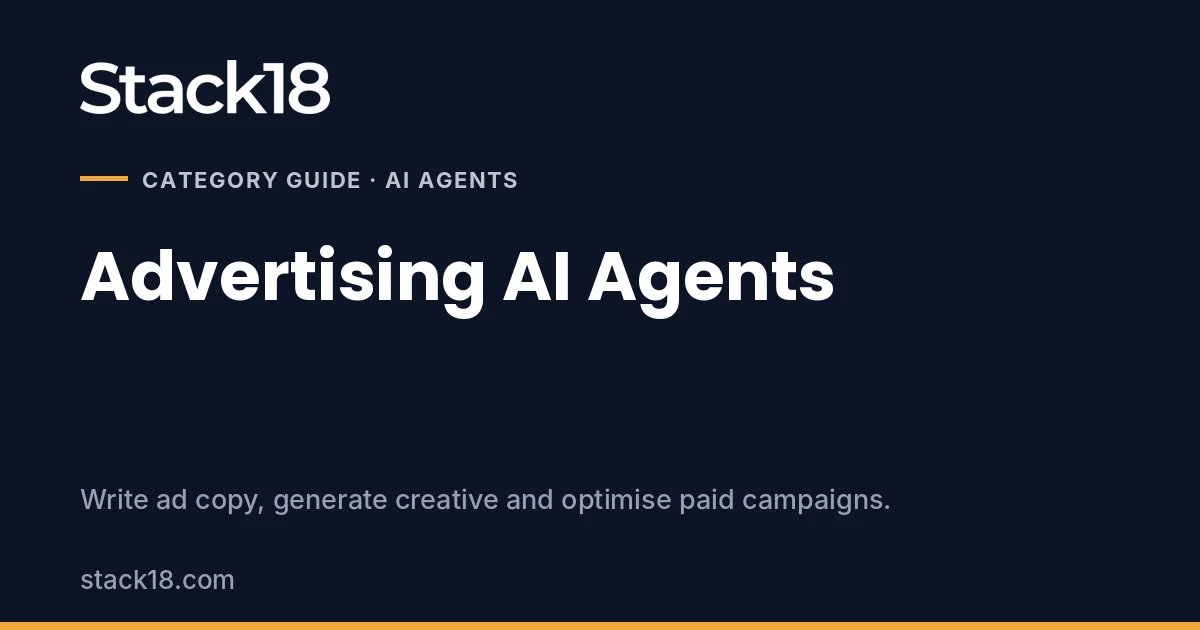 Stack18
CATEGORY GUIDE · AI AGENTS
Advertising AI Agents
Write ad copy, generate creative and optimise paid campaigns.
stack18.com